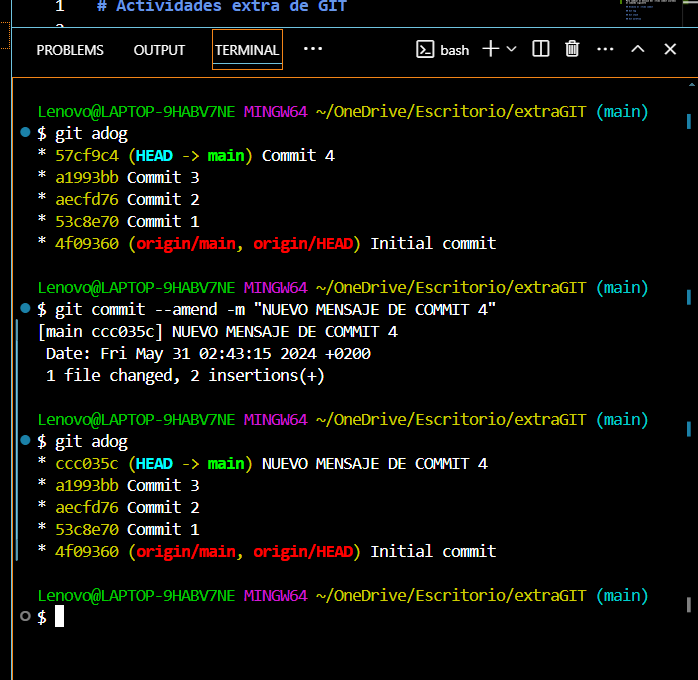 1 # Actividades extra de GIT
PROBLEMS OUTPUT TERMINAL ··· bash
Lenovo@LAPTOP-9HABV7NE MINGW64 ~/OneDrive/Escritorio/extraGIT (main)
$ git adog
* 57cf9c4 (HEAD -> main) Commit 4
* a1993bb Commit 3
* aecfd76 Commit 2
* 53c8e70 Commit 1
* 4f09360 (origin/main, origin/HEAD) Initial commit
Lenovo@LAPTOP-9HABV7NE MINGW64 ~/OneDrive/Escritorio/extraGIT (main)
$ git commit --amend -m "NUEVO MENSAJE DE COMMIT 4"
[main ccc035c] NUEVO MENSAJE DE COMMIT 4
Date: Fri May 31 02:43:15 2024 +0200
1 file changed, 2 insertions(+)
Lenovo@LAPTOP-9HABV7NE MINGW64 ~/OneDrive/Escritorio/extraGIT (main)
$ git adog
* ccc035c (HEAD -> main) NUEVO MENSAJE DE COMMIT 4
* a1993bb Commit 3
* aecfd76 Commit 2
* 53c8e70 Commit 1
* 4f09360 (origin/main, origin/HEAD) Initial commit
Lenovo@LAPTOP-9HABV7NE MINGW64 ~/OneDrive/Escritorio/extraGIT (main)
$